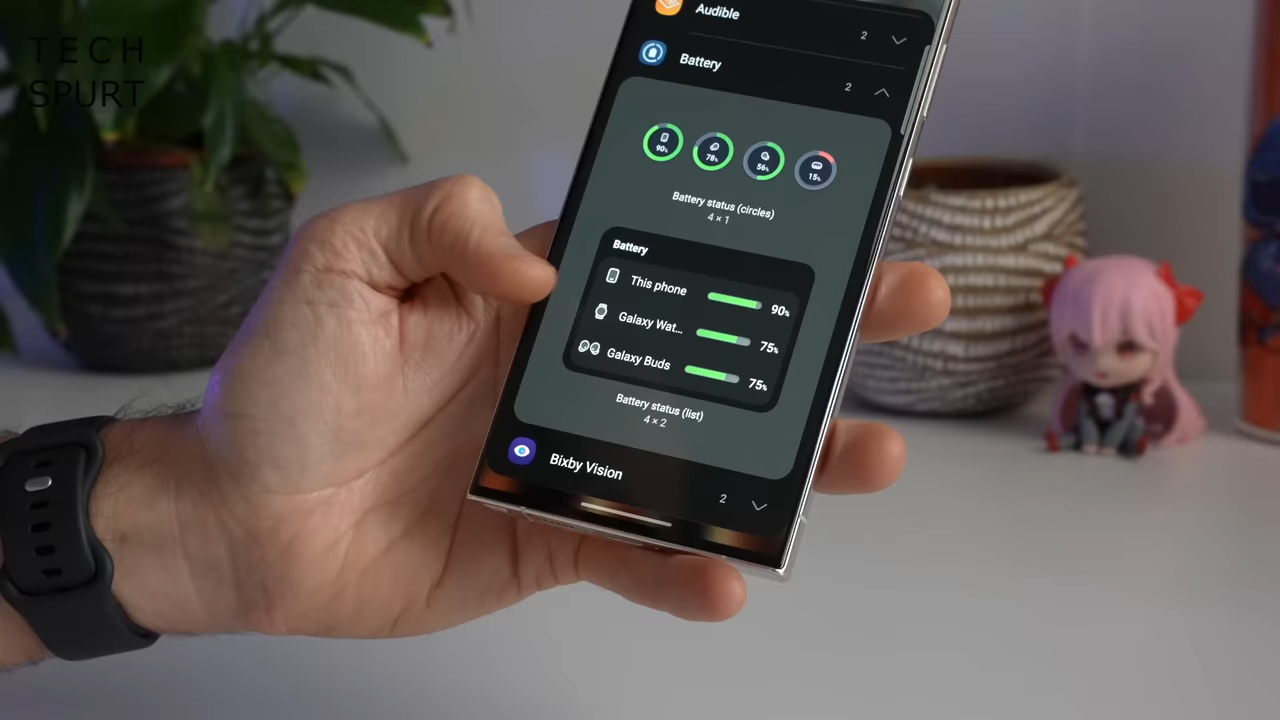 TECH
SPURT
Audible
2
Battery
2
90%
78%
56%
15%
Battery status (circles)
4 × 1
Battery
This phone 90%
Galaxy Wat... 75%
Galaxy Buds 75%
Battery status (list)
4 × 2
Bixby Vision
2